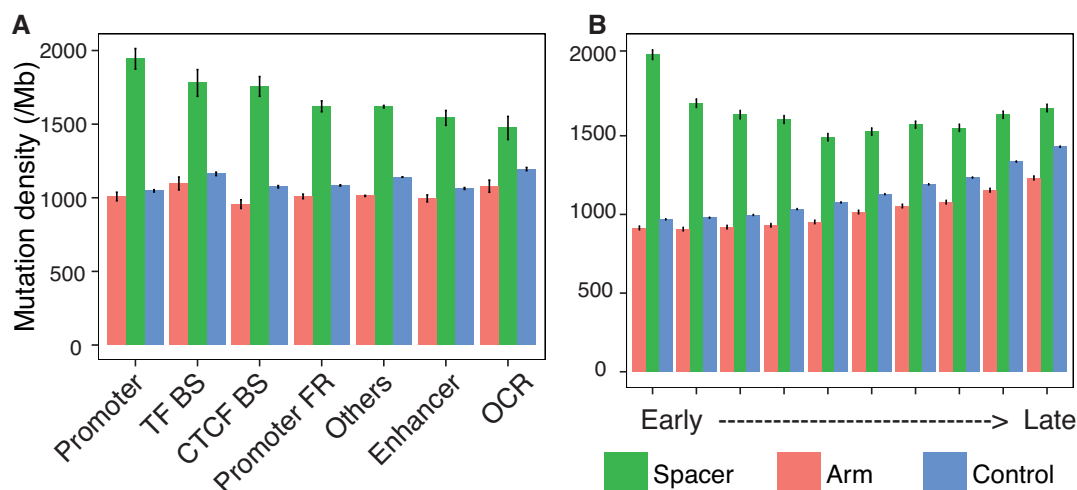 A
B
Mutation density (/Mb)
2000
1500
1000
500
0
Promoter
TF BS
CTCF BS
Promoter FR
Others
Enhancer
OCR
2000
1500
1000
500
0
Early ----------------------> Late
Spacer
Arm
Control